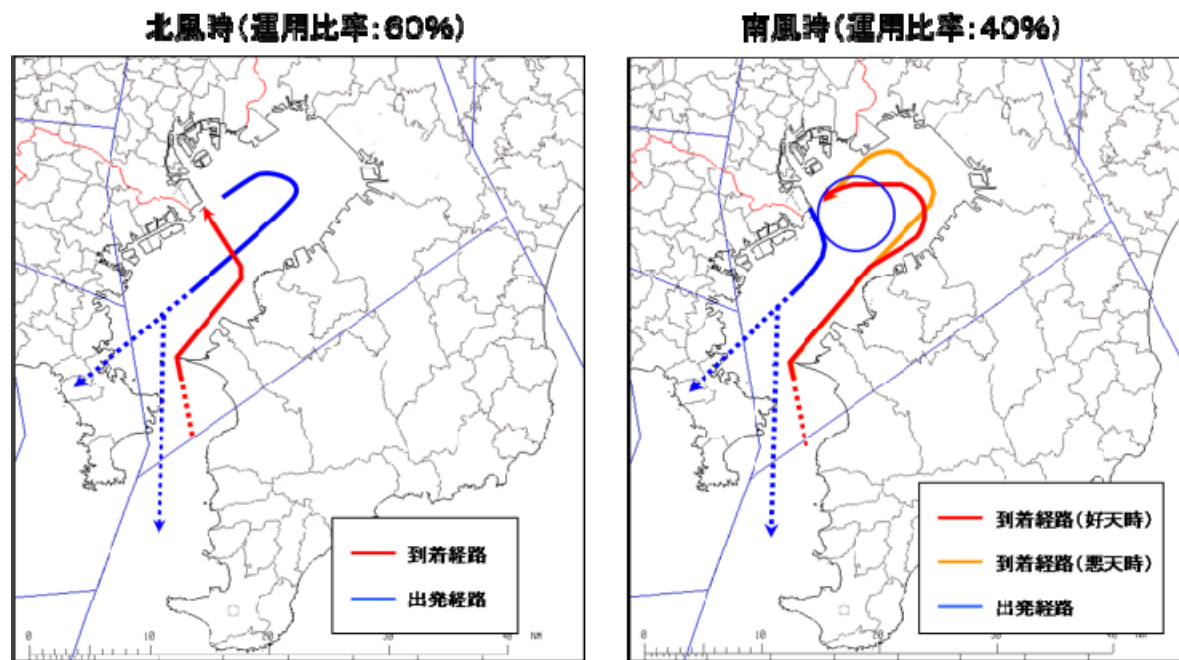 北風時(運用比率:60%)
南風時(運用比率:40%)
到着経路
出発経路
0 10 30 40 NM
到着経路(好天時)
到着経路(悪天時)
出発経路
0 10 20 30 40 NM